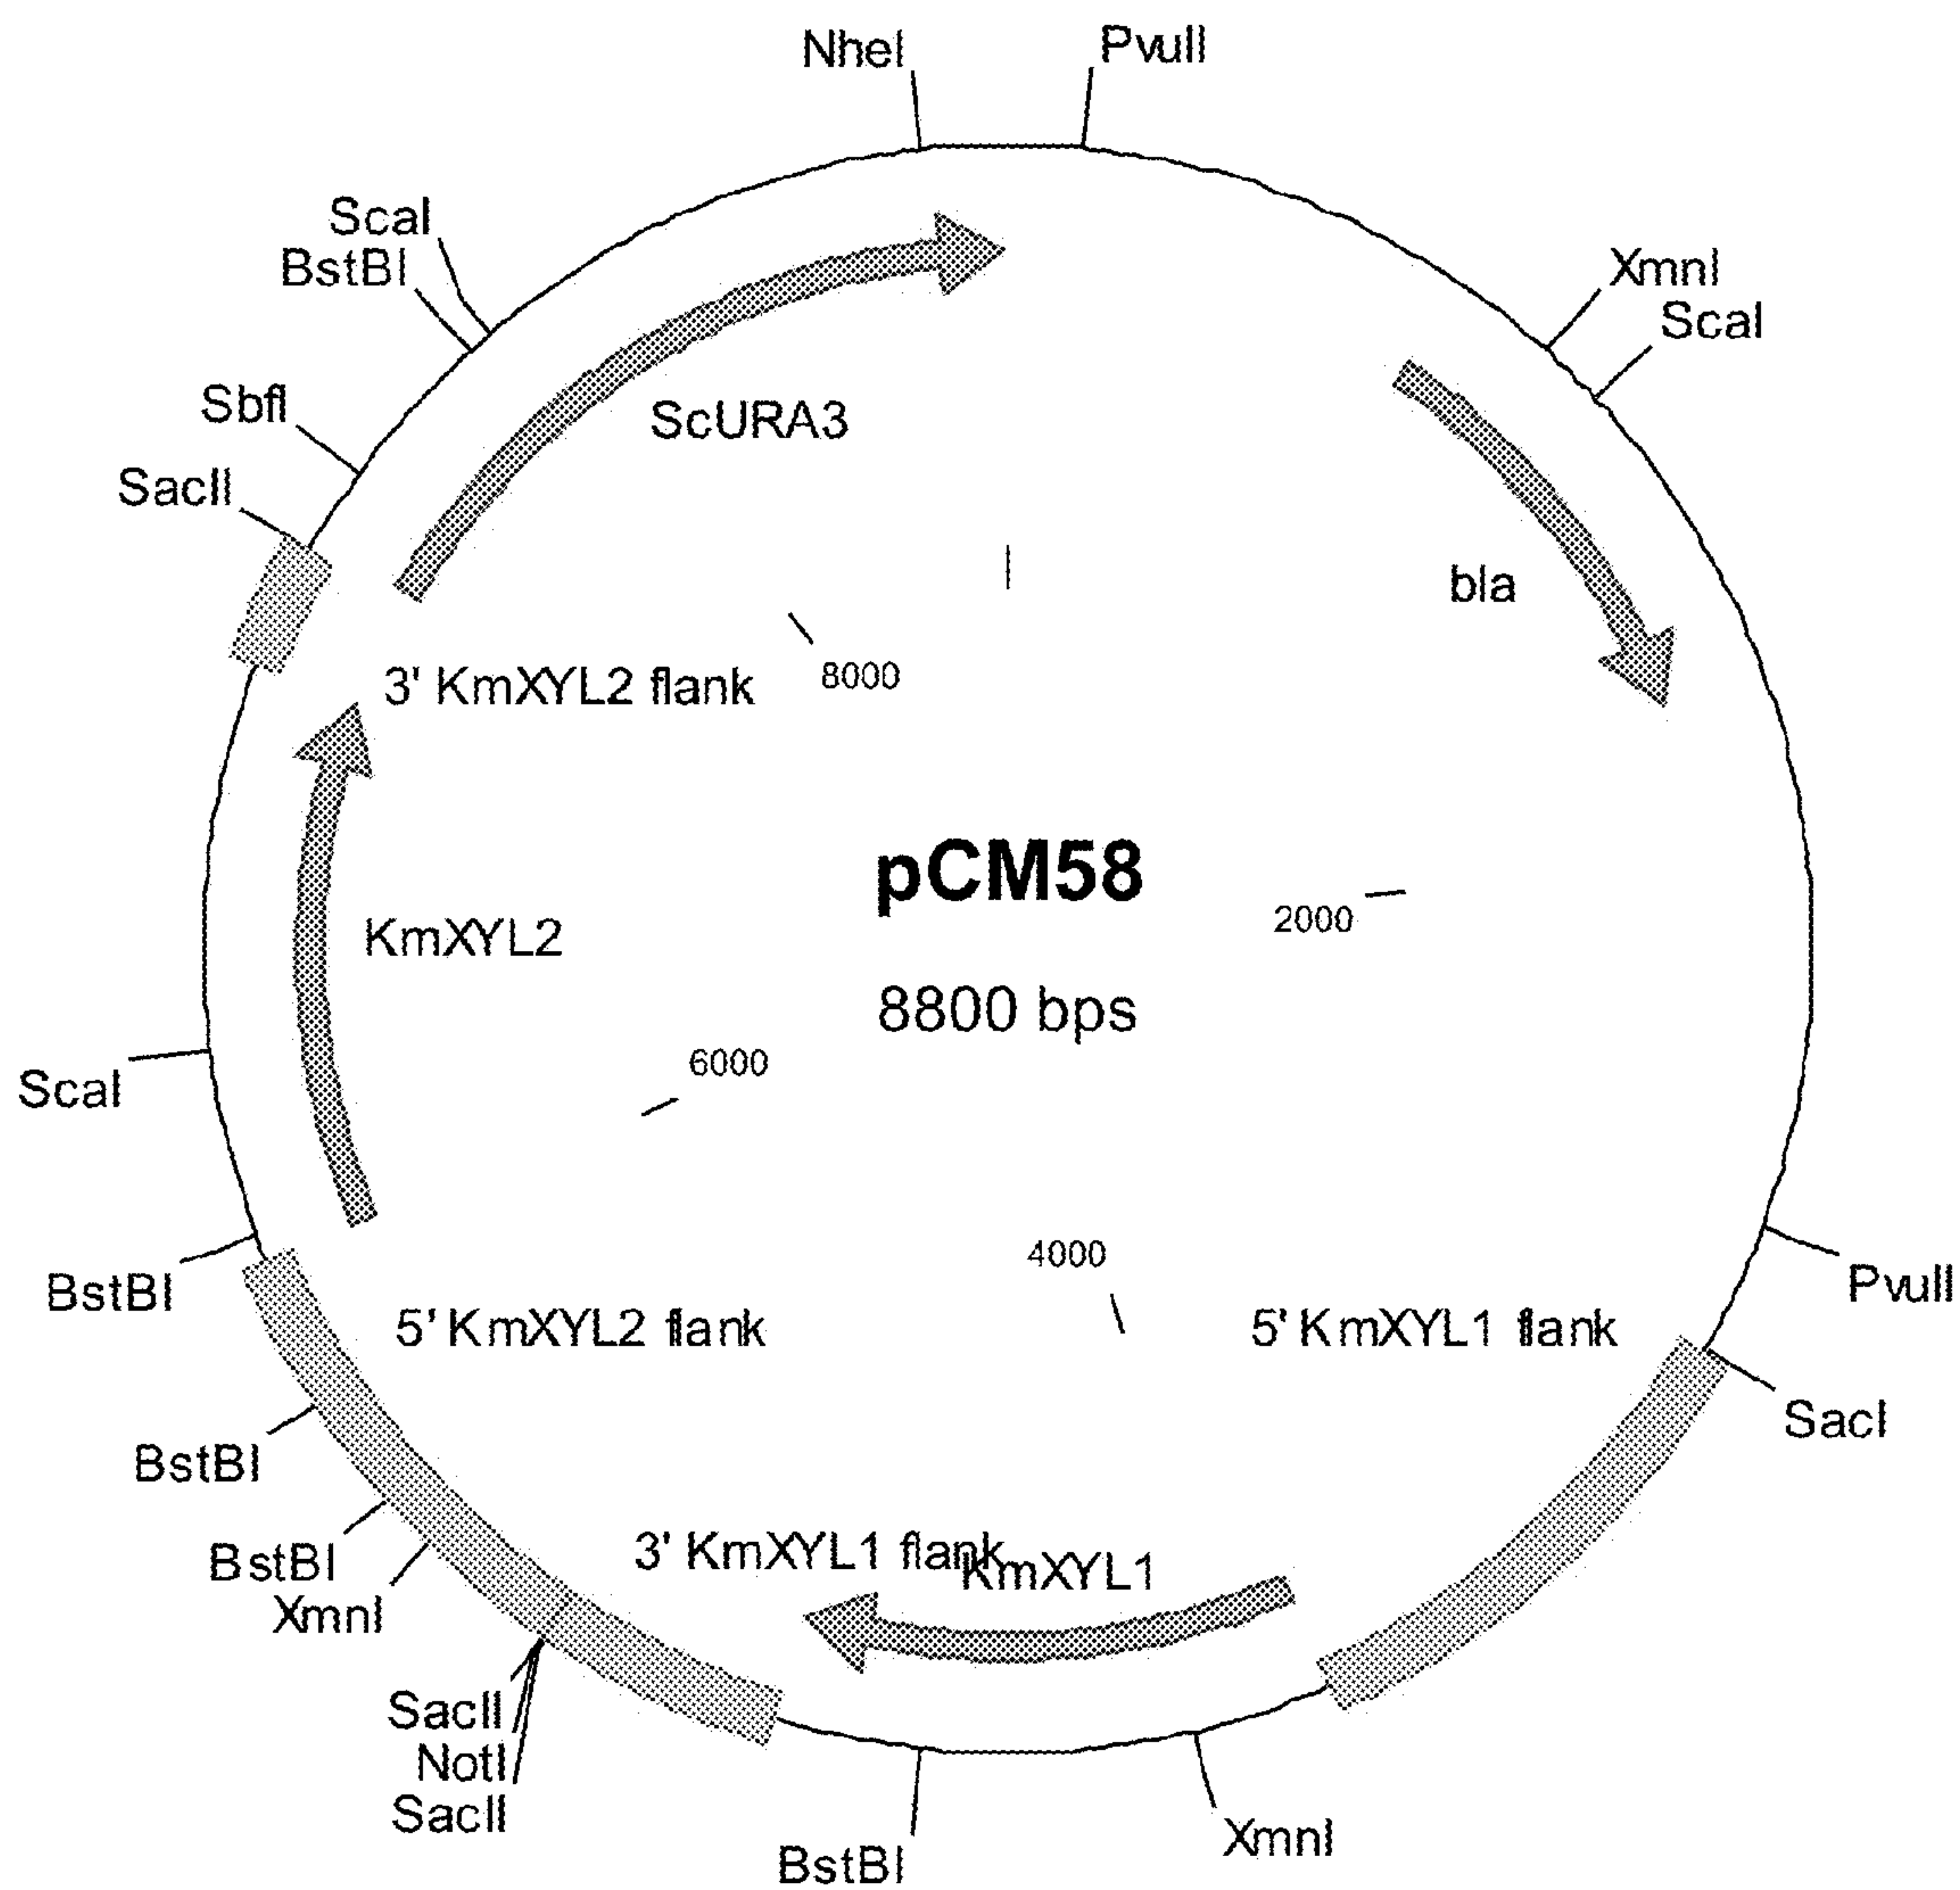 NheI
PvuII
ScaI
BstBI
XmnI
ScaI
SbfI
SacII
ScURA3
bla
3' KmXYL2 flank
8000
pCM58
8800 bps
2000
KmXYL2
6000
ScaI
4000
BstBI
5' KmXYL2 flank
5' KmXYL1 flank
PvuII
SacI
BstBI
BstBI
XmnI
3' KmXYL1 flank
KmXYL1
SacII
NotI
SacII
BstBI
XmnI